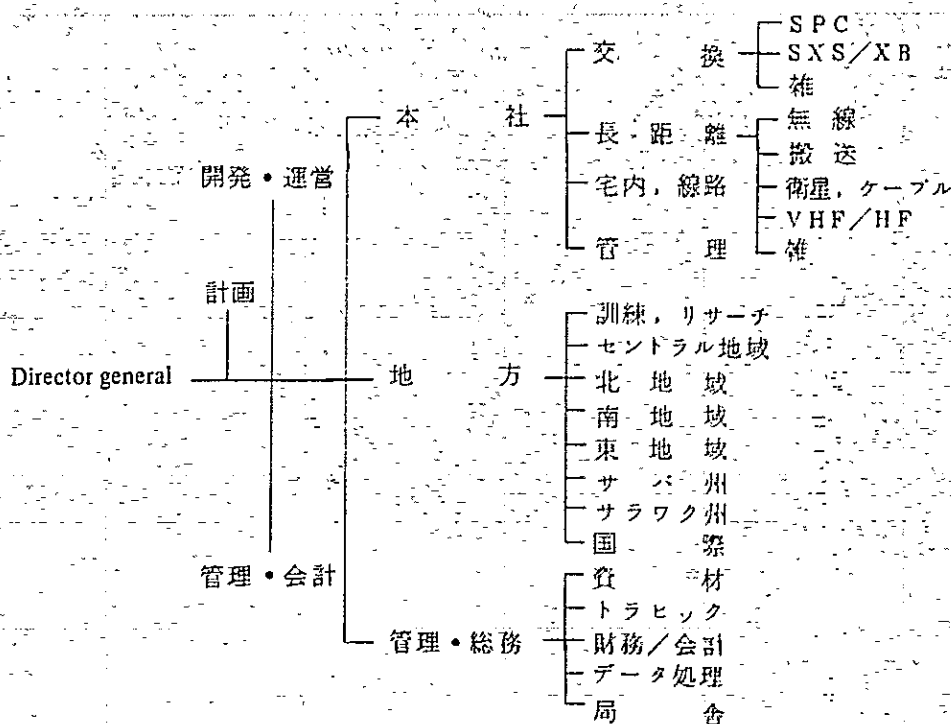 SPC
交換
SXS/XB
雑
本社
長距離
無線
搬送
開発・運営
宅内,線路
衛星,ケーブル
VHF/HF
管理
雑
計画
訓練,リサーチ
セントラル地域
Director general
地方
北地域
南地域
東地域
サバ州
サラワク州
国際
管理・会計
資材
トラヒック
管理・総務
財務/会計
データ処理
局舎